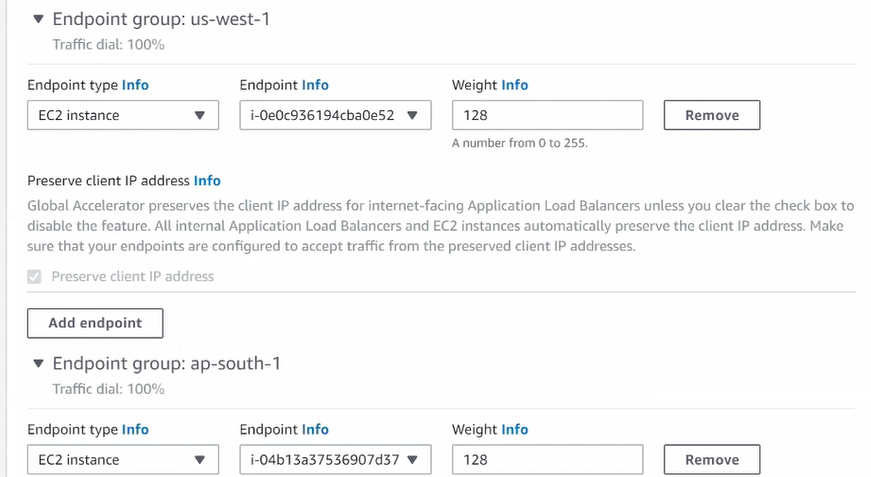 Endpoint group: us-west-1
Traffic dial: 100%
Endpoint type Info
Endpoint Info
Weight Info
EC2 instance
i-0e0c936194cba0e52
128
Remove
A number from 0 to 255.
Preserve client IP address Info
Global Accelerator preserves the client IP address for internet-facing Application Load Balancers unless you clear the check box to
disable the feature. All internal Application Load Balancers and EC2 instances automatically preserve the client IP address. Make
sure that your endpoints are configured to accept traffic from the preserved client IP addresses.
Preserve client IP address
Add endpoint
Endpoint group: ap-south-1
Traffic dial: 100%
Endpoint type Info
Endpoint Info
Weight Info
EC2 instance
i-04b13a37536907d37
128
Remove